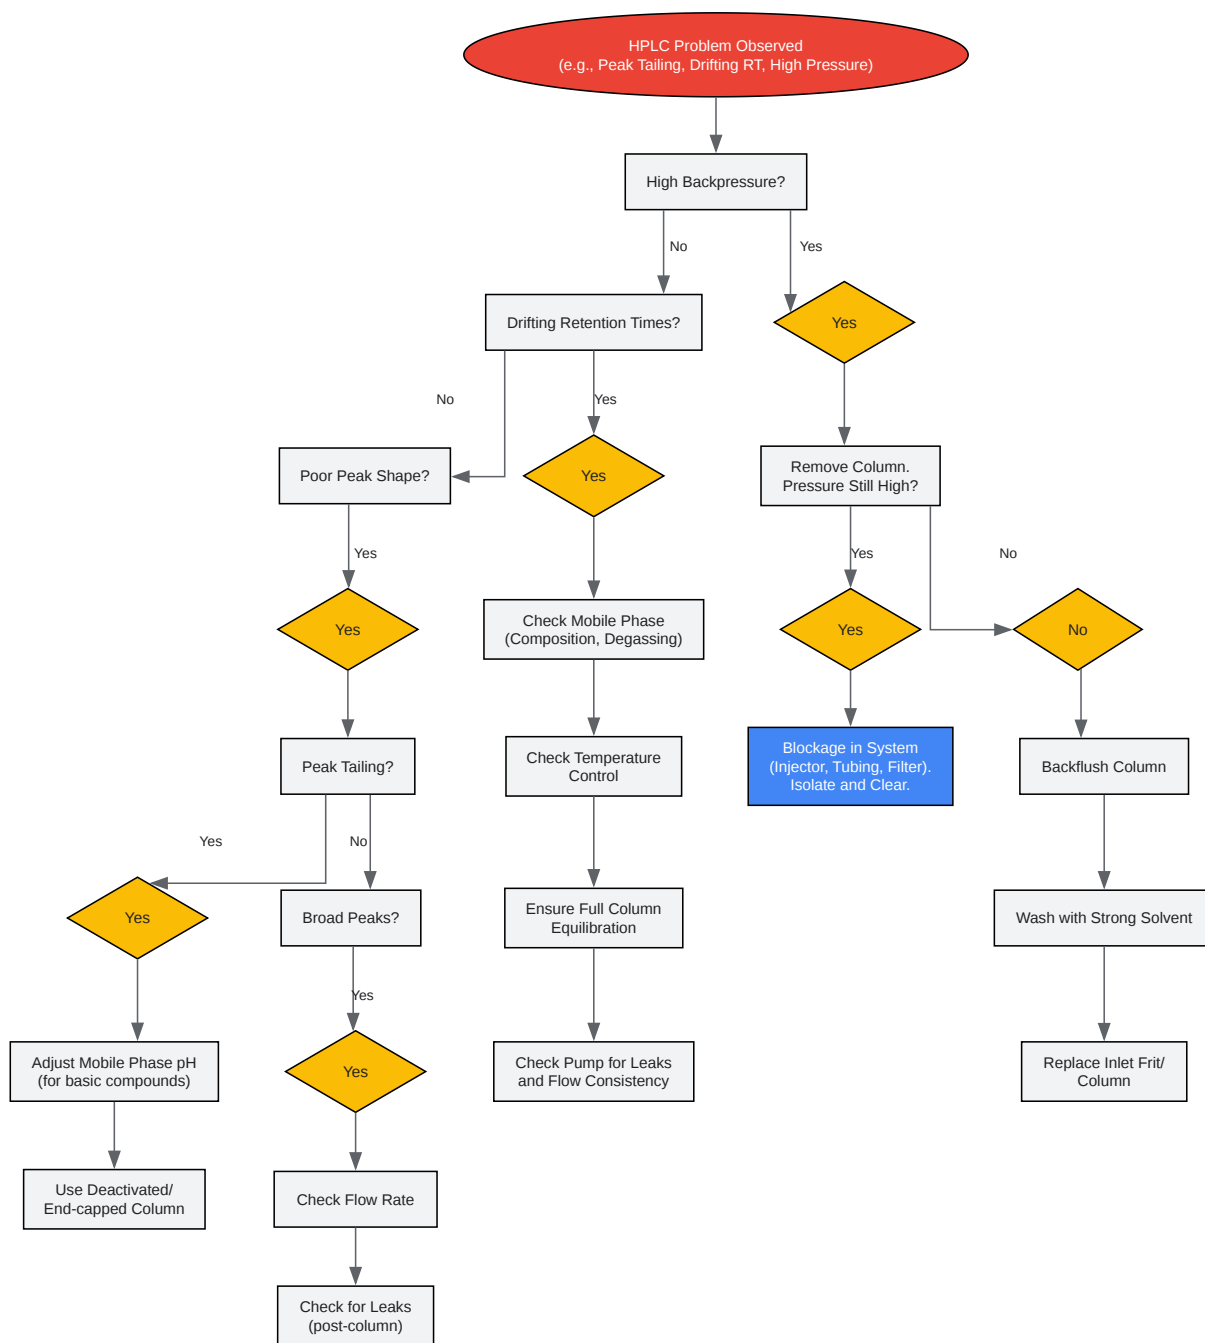 HPLC Problem Observed
(e.g., Peak Tailing, Drifting RT, High Pressure)
High Backpressure?
No
Yes
Drifting Retention Times?
Yes
No
Yes
Poor Peak Shape?
Yes
Remove Column.
Pressure Still High?
Yes
Yes
No
Yes
Check Mobile Phase
(Composition, Degassing)
Yes
No
Peak Tailing?
Check Temperature
Control
Blockage in System
(Injector, Tubing, Filter).
Isolate and Clear.
Backflush Column
Yes
No
Yes
Broad Peaks?
Ensure Full Column
Equilibration
Wash with Strong Solvent
Yes
Adjust Mobile Phase pH
(for basic compounds)
Yes
Check Pump for Leaks
and Flow Consistency
Replace Inlet Frit/
Column
Use Deactivated/
End-capped Column
Check Flow Rate
Check for Leaks
(post-column)